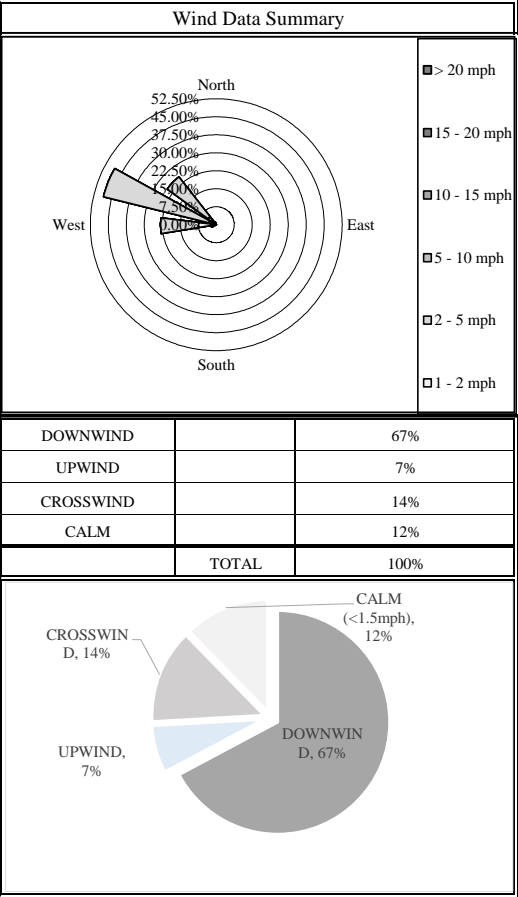 Wind Data Summary
North
52.50%
45.00%
37.50%
30.00%
22.50%
15.00%
7.50%
0.00%
West
East
South
> 20 mph
15 - 20 mph
10 - 15 mph
5 - 10 mph
2 - 5 mph
1 - 2 mph
DOWNWIND 67%
UPWIND 7%
CROSSWIND 14%
CALM 12%
TOTAL 100%
CALM
(<1.5mph),
12%
CROSSWIN
D, 14%
DOWNWIN
D, 67%
UPWIND,
7%